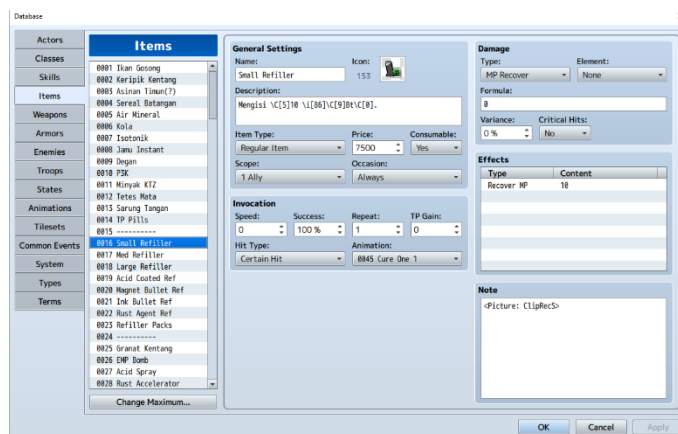 Database
Actors
Classes
Skills
Items
Weapons
Armors
Enemies
Troops
States
Animations
Tilesets
Common Events
System
Types
Terms
Items
0001 Ikan Gosong
0002 Keripik Kentang
0003 Asinan Timun(?)
0004 Sereal Batangan
0005 Air Mineral
0006 Kola
0007 Isotonik
0008 Jamu Instant
0009 Degan
0010 P3K
0011 Minyak KTZ
0012 Tetes Mata
0013 Sarung Tangan
0014 TP Pills
0015 ----------
0016 Small Refiller
0017 Med Refiller
0018 Large Refiller
0019 Acid Coated Ref
0020 Magnet Bullet Ref
0021 Ink Bullet Ref
0022 Rust Agent Ref
0023 Refiller Packs
0024 ----------
0025 Granat Kentang
0026 EMP Bomb
0027 Acid Spray
0028 Rust Accelerator
Change Maximum...
General Settings
Name: Icon:
Small Refiller 153
Description:
Mengisi \C[5]10 \i[86]\C[9]Bt\C[0].
Item Type: Price: Consumable:
Regular Item 7500 Yes
Scope: Occasion:
1 Ally Always
Invocation
Speed: Success: Repeat: TP Gain:
0 100 % 1 0
Hit Type: Animation:
Certain Hit 0045 Cure One 1
Damage
Type: Element:
MP Recover None
Formula:
0
Variance: Critical Hits:
0 % No
Effects
Type Content
Recover MP 10
Note
<Picture: ClipRecS>
OK Cancel Apply